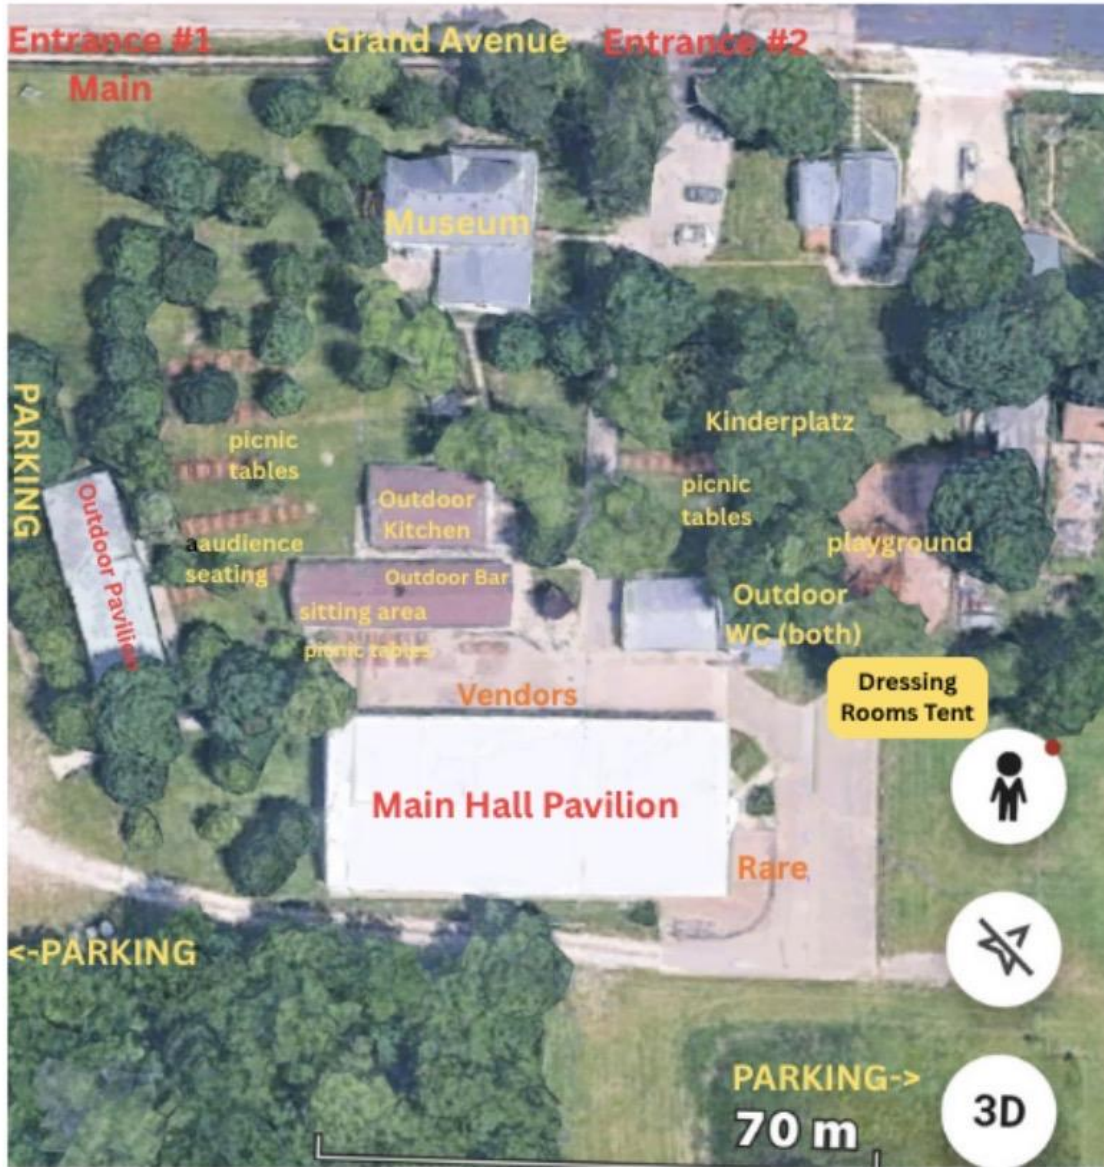 Entrance #1
Grand Avenue
Entrance #2
Main
Museum
PARKING
Kinderplatz
picnic
tables
picnic
tables
Outdoor
Kitchen
Outdoor Pavilion
aaudience
seating
playground
Outdoor Bar
sitting area
picnic tables
Outdoor
WC (both)
Dressing
Rooms Tent
Vendors
Main Hall Pavilion
Rare
<-PARKING
PARKING->
70 m
3D